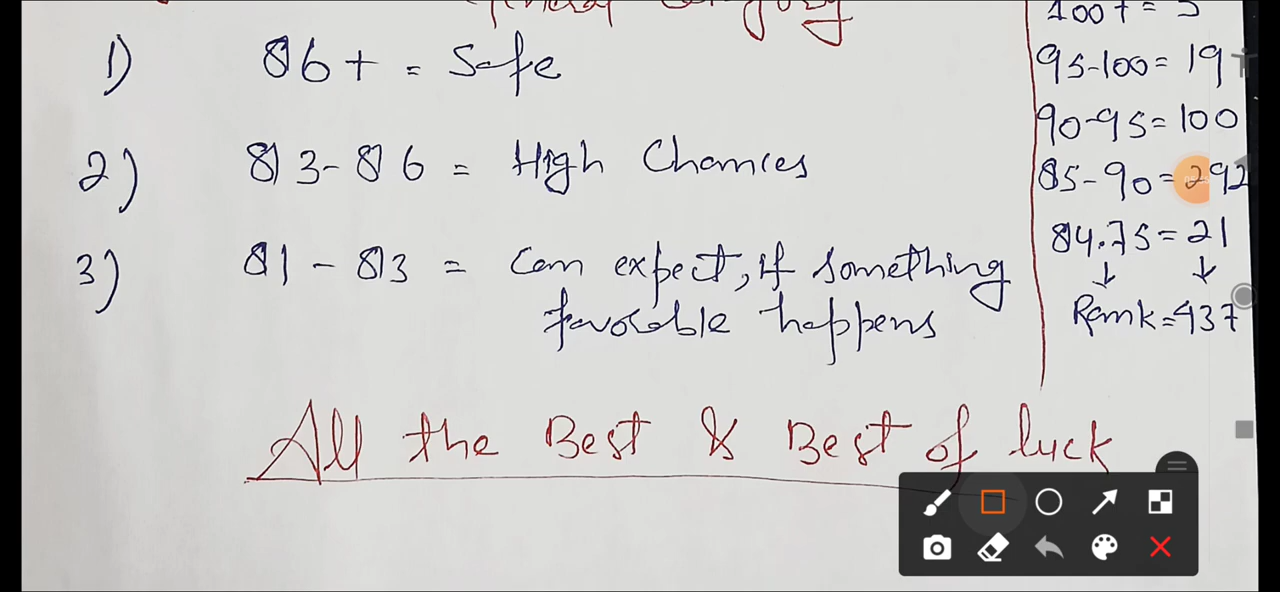 General Category
1) 86+ = Safe
2) 83-86 = High Chances
3) 81-83 = Can expect, if something
favorable happens
All the Best & Best of luck
100+ = 5
95-100 = 19
90-95 = 100
85-90 = 292
84.75 = 21
Rank = 437